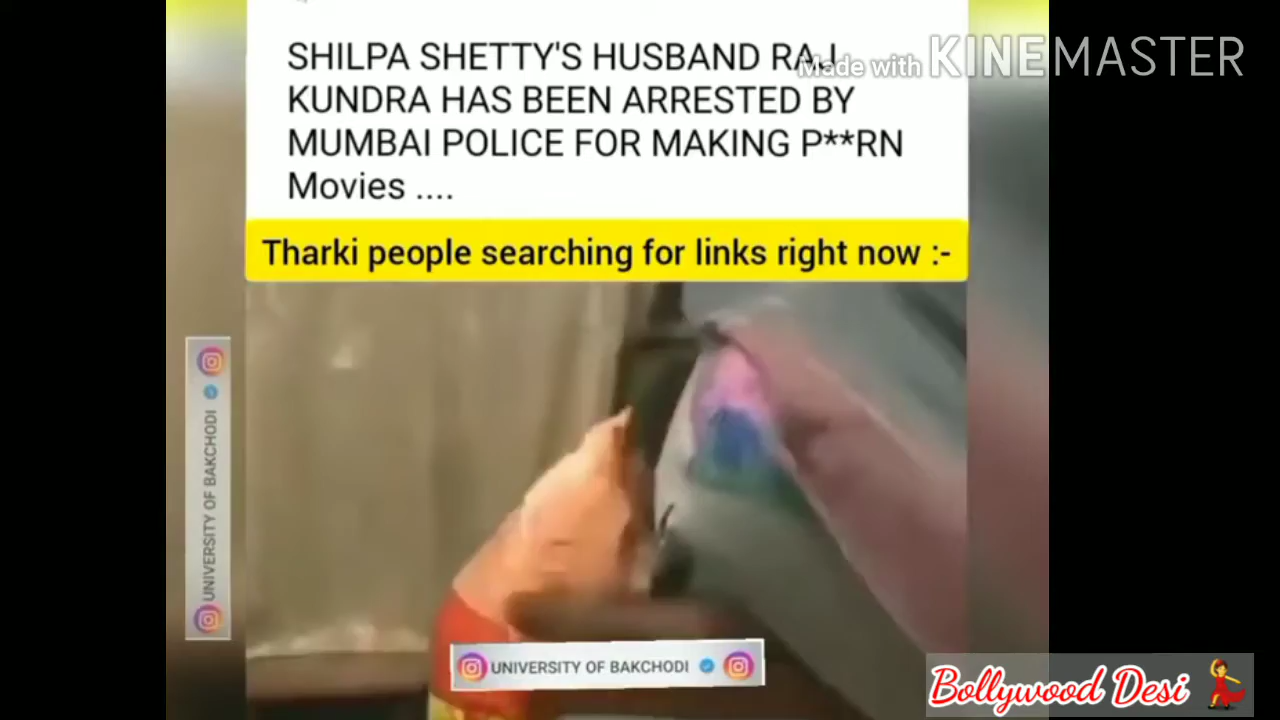 SHILPA SHETTY'S HUSBAND RAJ
KUNDRA HAS BEEN ARRESTED BY
MUMBAI POLICE FOR MAKING P**RN
Movies ....
Made with KINEMASTER
Tharki people searching for links right now :-
UNIVERSITY OF BAKCHODI
UNIVERSITY OF BAKCHODI
Bollywood Desi